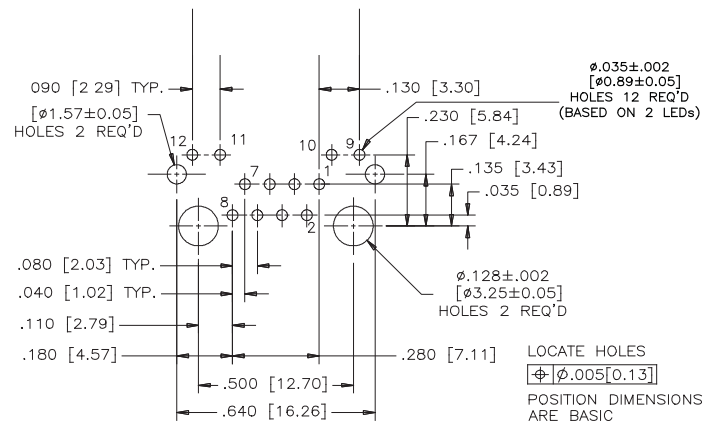 090 [2 29] TYP.
.130 [3.30]
ø.035±.002
[ø0.89±0.05]
HOLES 12 REQ'D
(BASED ON 2 LEDs)
[ø1.57±0.05]
HOLES 2 REQ'D
.230 [5.84]
.167 [4.24]
.135 [3.43]
.035 [0.89]
12
11
10
9
7
1
8
2
.080 [2.03] TYP.
.040 [1.02] TYP.
.110 [2.79]
.180 [4.57]
.280 [7.11]
.500 [12.70]
.640 [16.26]
ø.128±.002
[ø3.25±0.05]
HOLES 2 REQ'D
LOCATE HOLES
⌖ Ø.005[0.13]
POSITION DIMENSIONS
ARE BASIC